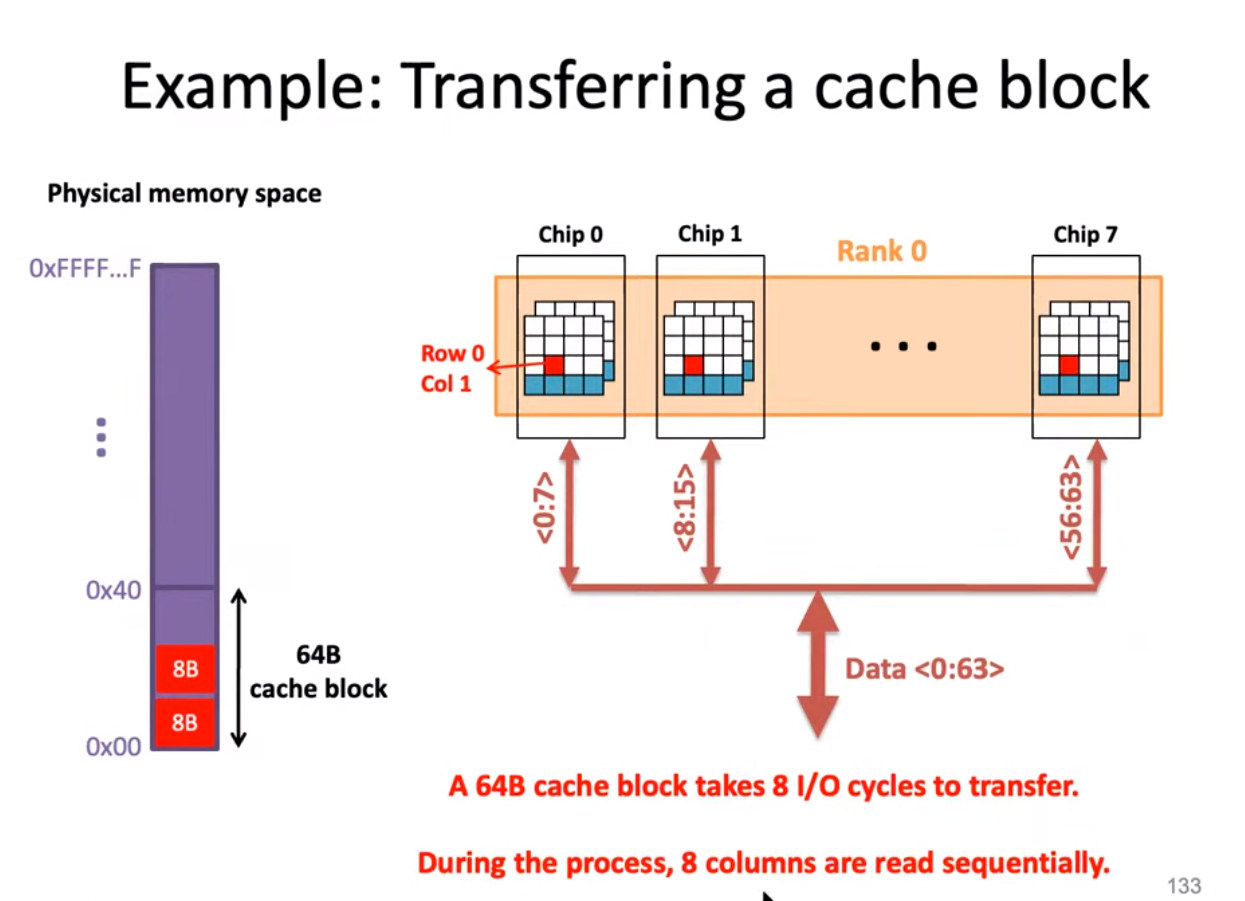 Example: Transferring a cache block
Physical memory space
0xFFFF...F
0x40
8B
8B
0x00
64B
cache block
Chip 0
Chip 1
Rank 0
Chip 7
Row 0
Col 1
<0:7>
<8:15>
<56:63>
Data <0:63>
A 64B cache block takes 8 I/O cycles to transfer.
During the process, 8 columns are read sequentially.
133